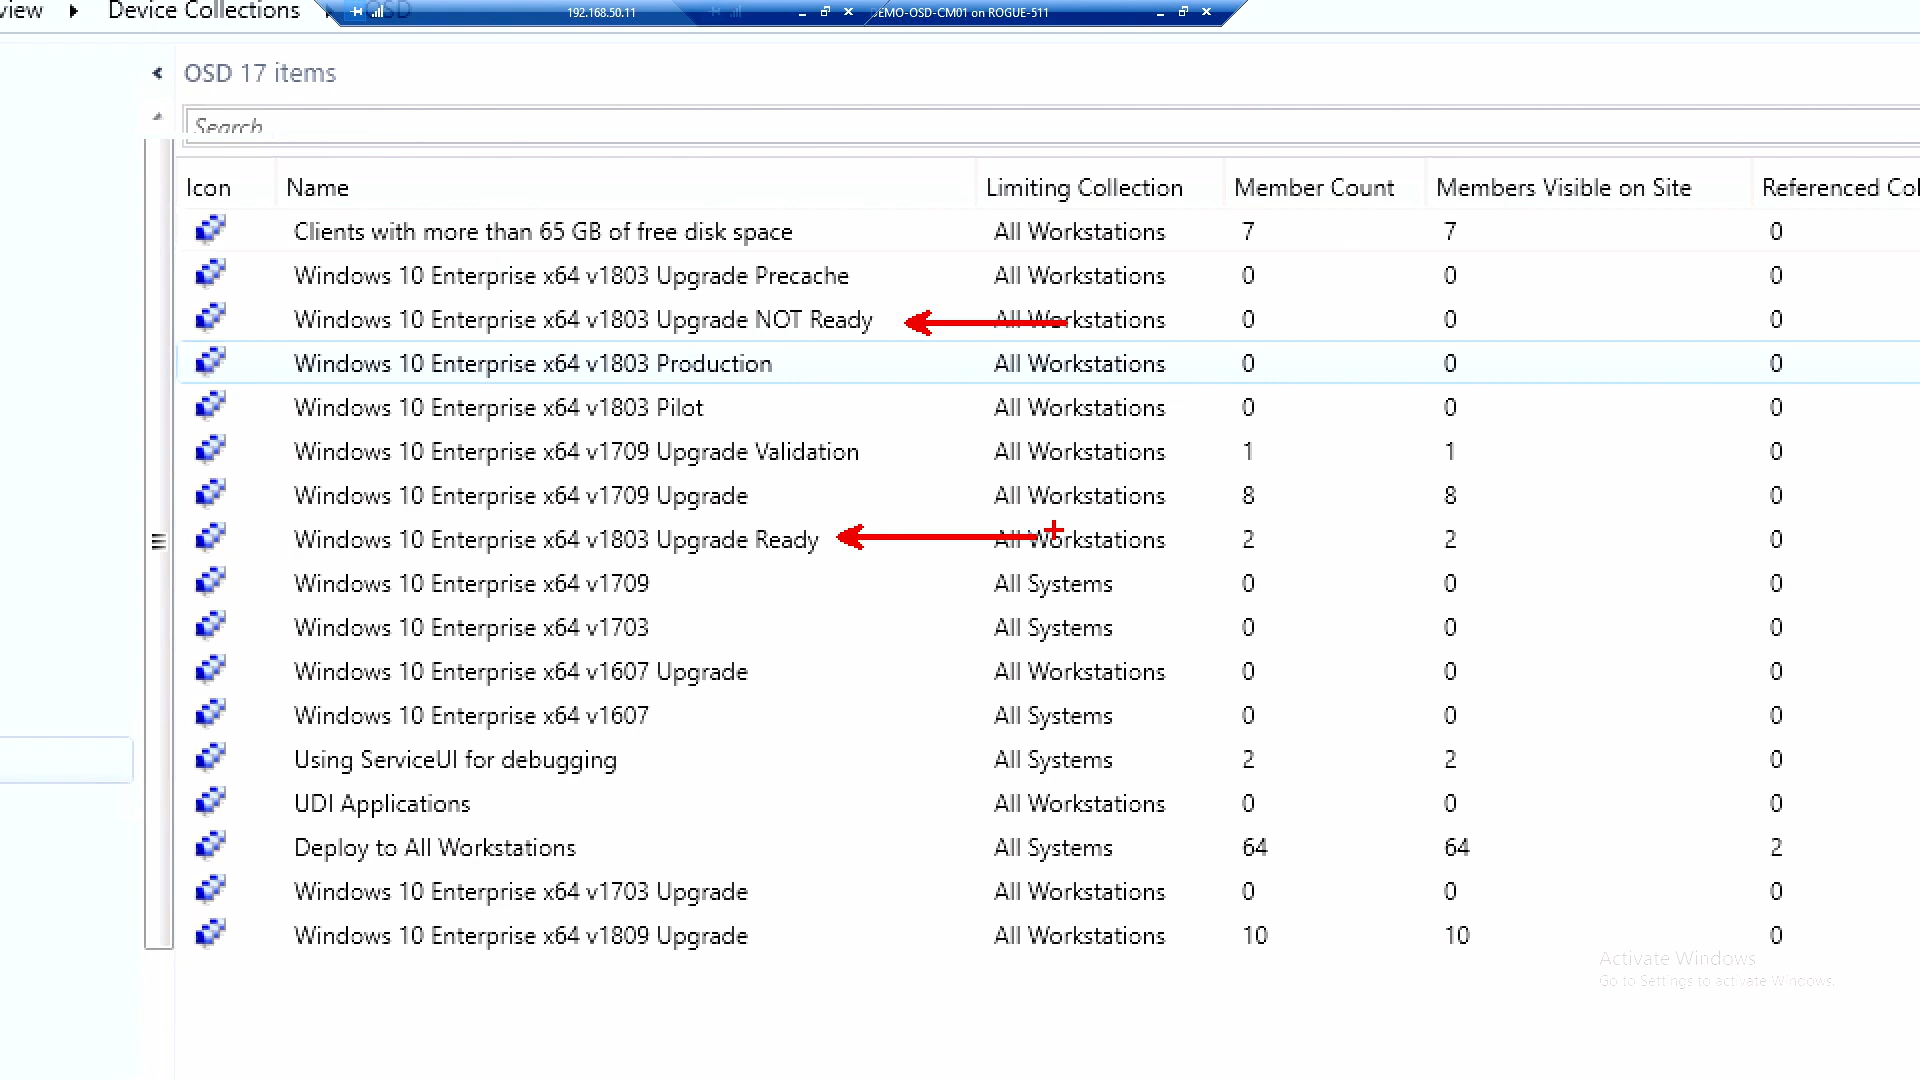 view ▸ Device Collections ▸ OSD
192.168.50.11
DEMO-OSD-CM01 on ROGUE-511
OSD 17 items
Search
Icon Name Limiting Collection Member Count Members Visible on Site Referenced Col
Clients with more than 65 GB of free disk space All Workstations 7 7 0
Windows 10 Enterprise x64 v1803 Upgrade Precache All Workstations 0 0 0
Windows 10 Enterprise x64 v1803 Upgrade NOT Ready All Workstations 0 0 0
Windows 10 Enterprise x64 v1803 Production All Workstations 0 0 0
Windows 10 Enterprise x64 v1803 Pilot All Workstations 0 0 0
Windows 10 Enterprise x64 v1709 Upgrade Validation All Workstations 1 1 0
Windows 10 Enterprise x64 v1709 Upgrade All Workstations 8 8 0
Windows 10 Enterprise x64 v1803 Upgrade Ready All Workstations 2 2 0
Windows 10 Enterprise x64 v1709 All Systems 0 0 0
Windows 10 Enterprise x64 v1703 All Systems 0 0 0
Windows 10 Enterprise x64 v1607 Upgrade All Workstations 0 0 0
Windows 10 Enterprise x64 v1607 All Systems 0 0 0
Using ServiceUI for debugging All Systems 2 2 0
UDI Applications All Workstations 0 0 0
Deploy to All Workstations All Systems 64 64 2
Windows 10 Enterprise x64 v1703 Upgrade All Workstations 0 0 0
Windows 10 Enterprise x64 v1809 Upgrade All Workstations 10 10 0
Activate Windows
Go to Settings to activate Windows.